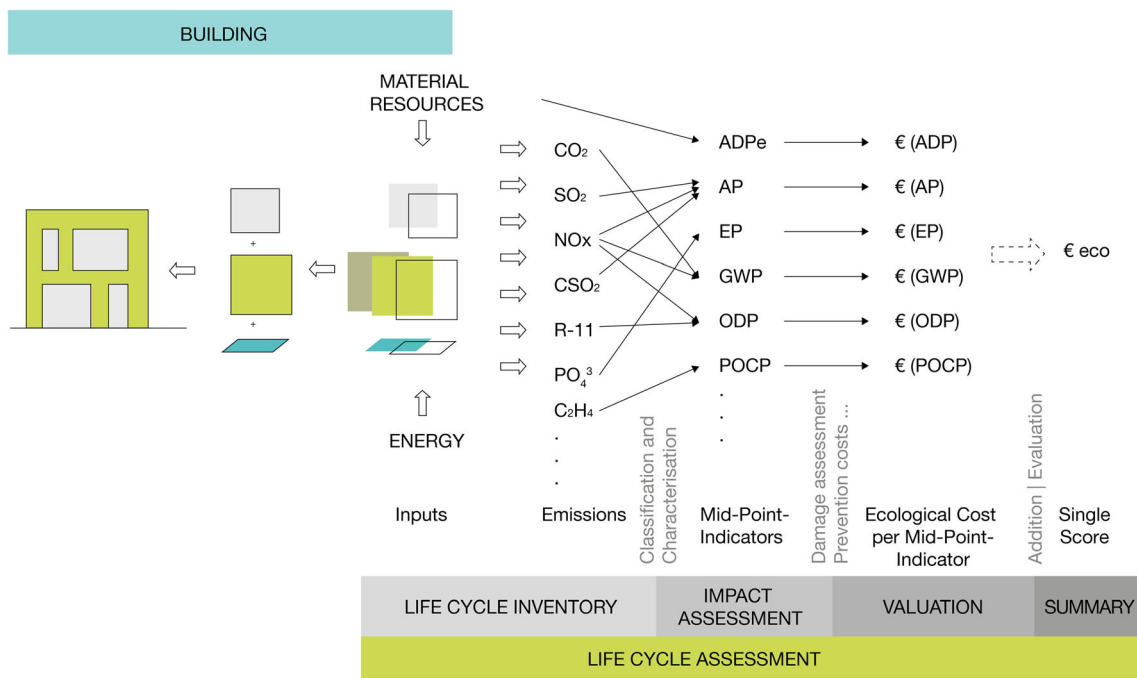 BUILDING
MATERIAL
RESOURCES
CO₂
SO₂
NOx
CSO₂
R-11
PO₄³
C₂H₄
ADPe
AP
EP
GWP
ODP
POCP
€ (ADP)
€ (AP)
€ (EP)
€ (GWP)
€ (ODP)
€ (POCP)
€ eco
+
+
ENERGY
Inputs
Emissions
Classification and
Characterisation
Mid-Point-
Indicators
Damage assessment
Prevention costs ...
Ecological Cost
per Mid-Point-
Indicator
Addition | Evaluation
Single
Score
LIFE CYCLE INVENTORY
IMPACT
ASSESSMENT
VALUATION
SUMMARY
LIFE CYCLE ASSESSMENT